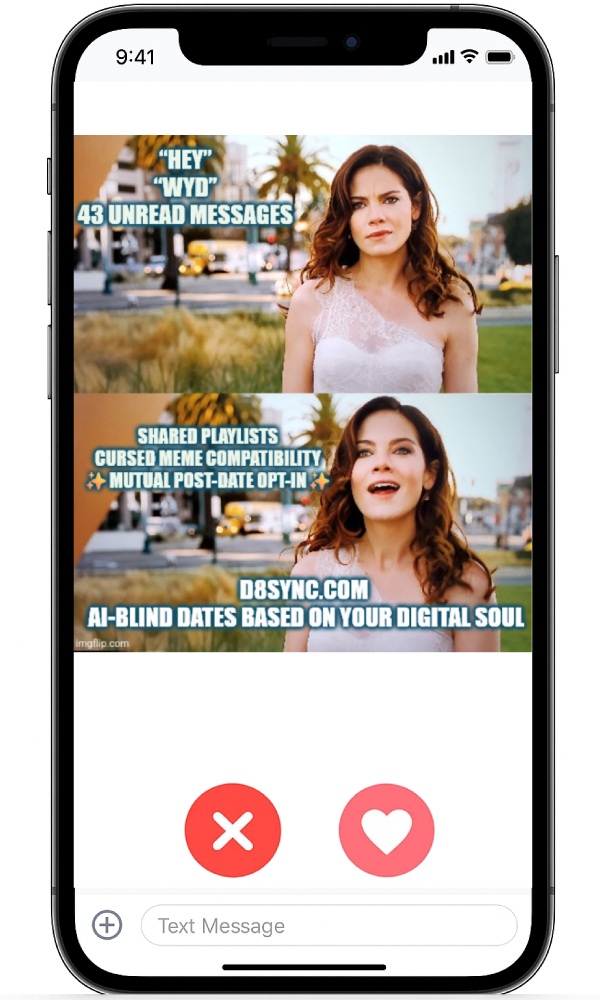 9:41
“HEY”
“WYD”
43 UNREAD MESSAGES
SHARED PLAYLISTS
CURSED MEME COMPATIBILITY
✨MUTUAL POST-DATE OPT-IN✨
D8SYNC.COM
AI-BLIND DATES BASED ON YOUR DIGITAL SOUL
imgflip.com
Text Message